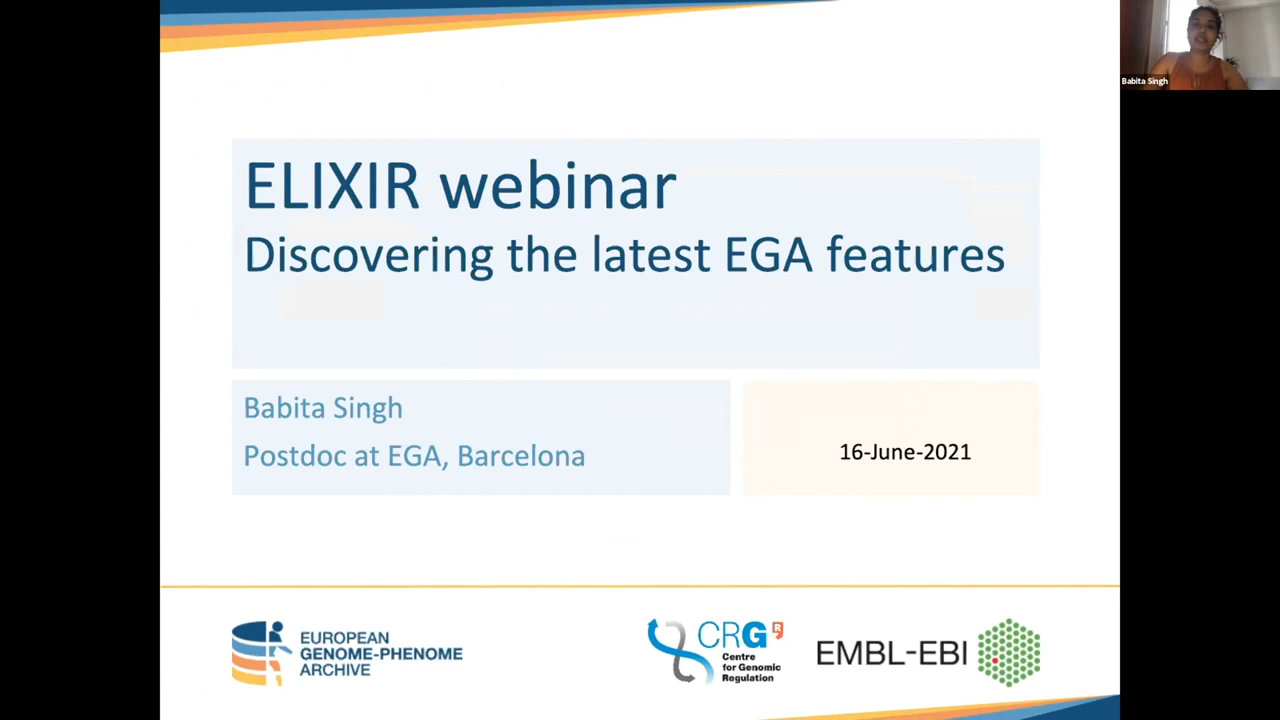 Babita Singh
ELIXIR webinar
Discovering the latest EGA features
Babita Singh
Postdoc at EGA, Barcelona
16-June-2021
EUROPEAN
GENOME-PHENOME
ARCHIVE
CRG
R
Centre
for Genomic
Regulation
EMBL-EBI